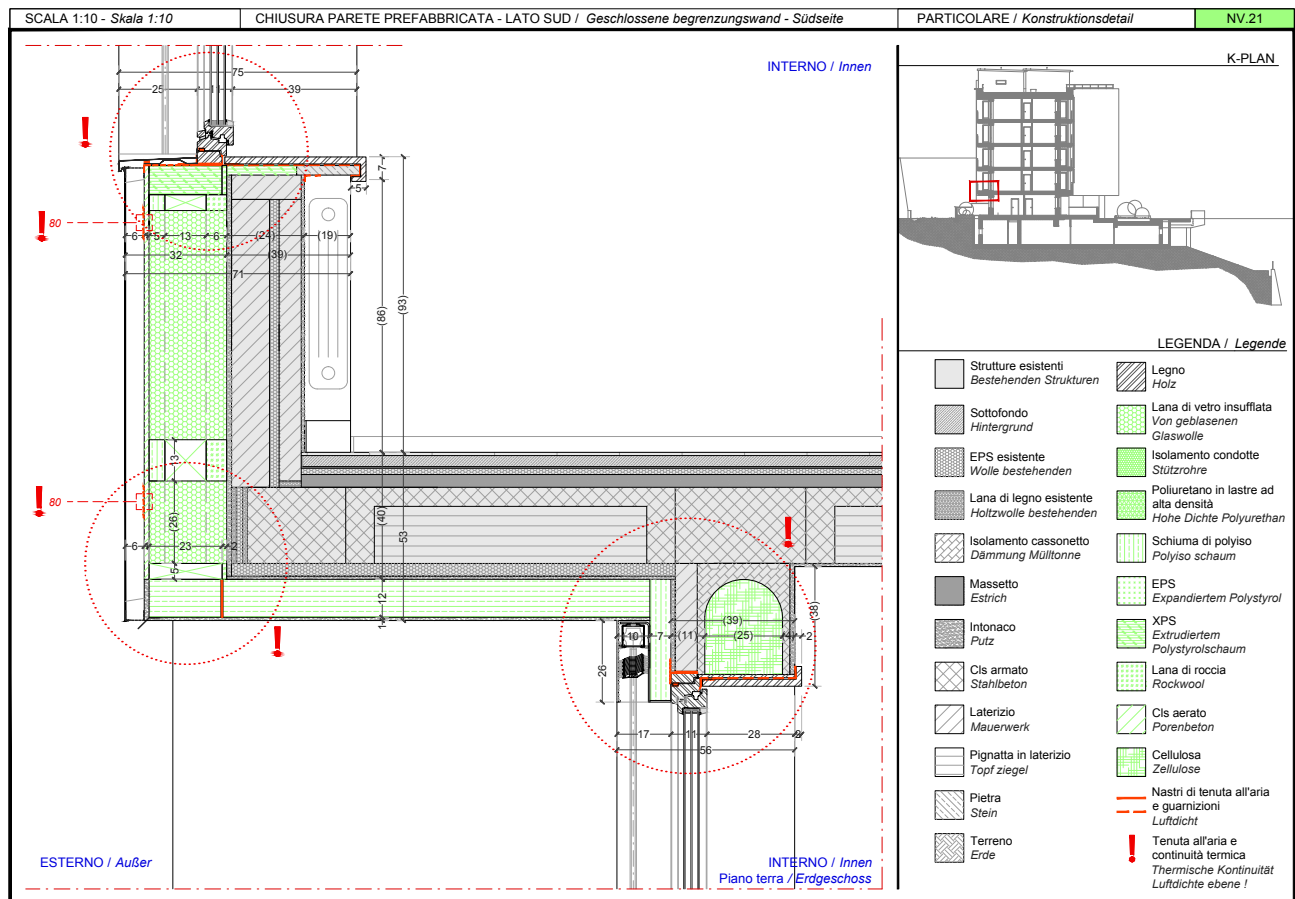 SCALA 1:10 - Skala 1:10
CHIUSURA PARETE PREFABBRICATA - LATO SUD / Geschlossene begrenzungswand - Südseite
PARTICOLARE / Konstruktionsdetail
NV.21
INTERNO / Innen
K-PLAN
75
25
11
39
7
5
80
6
5
13
6
(24)
(19)
32
(39)
71
(86)
(93)
13
80
(26)
(40)
53
6
23
2
5
12
1
(38)
(39)
(10
7
(11)
(25)
(4)
2
26
17
11
28
2
56
ESTERNO / Außer
INTERNO / Innen
Piano terra / Erdgeschoss
LEGENDA / Legende
Strutture esistenti
Bestehenden Strukturen
Sottofondo
Hintergrund
EPS esistente
Wolle bestehenden
Lana di legno esistente
Holtzwolle bestehenden
Isolamento cassonetto
Dämmung Mülltonne
Massetto
Estrich
Intonaco
Putz
Cls armato
Stahlbeton
Laterizio
Mauerwerk
Pignatta in laterizio
Topf ziegel
Pietra
Stein
Terreno
Erde
Legno
Holz
Lana di vetro insufflata
Von geblasenen
Glaswolle
Isolamento condotte
Stützrohre
Poliuretano in lastre ad
alta densità
Hohe Dichte Polyurethan
Schiuma di polyiso
Polyiso schaum
EPS
Expandiertem Polystyrol
XPS
Extrudiertem
Polystyrolschaum
Lana di roccia
Rockwool
Cls aerato
Porenbeton
Cellulosa
Zellulose
Nastri di tenuta all'aria
e guarnizioni
Luftdicht
Tenuta all'aria e
continuità termica
Thermische Kontinuität
Luftdichte ebene !